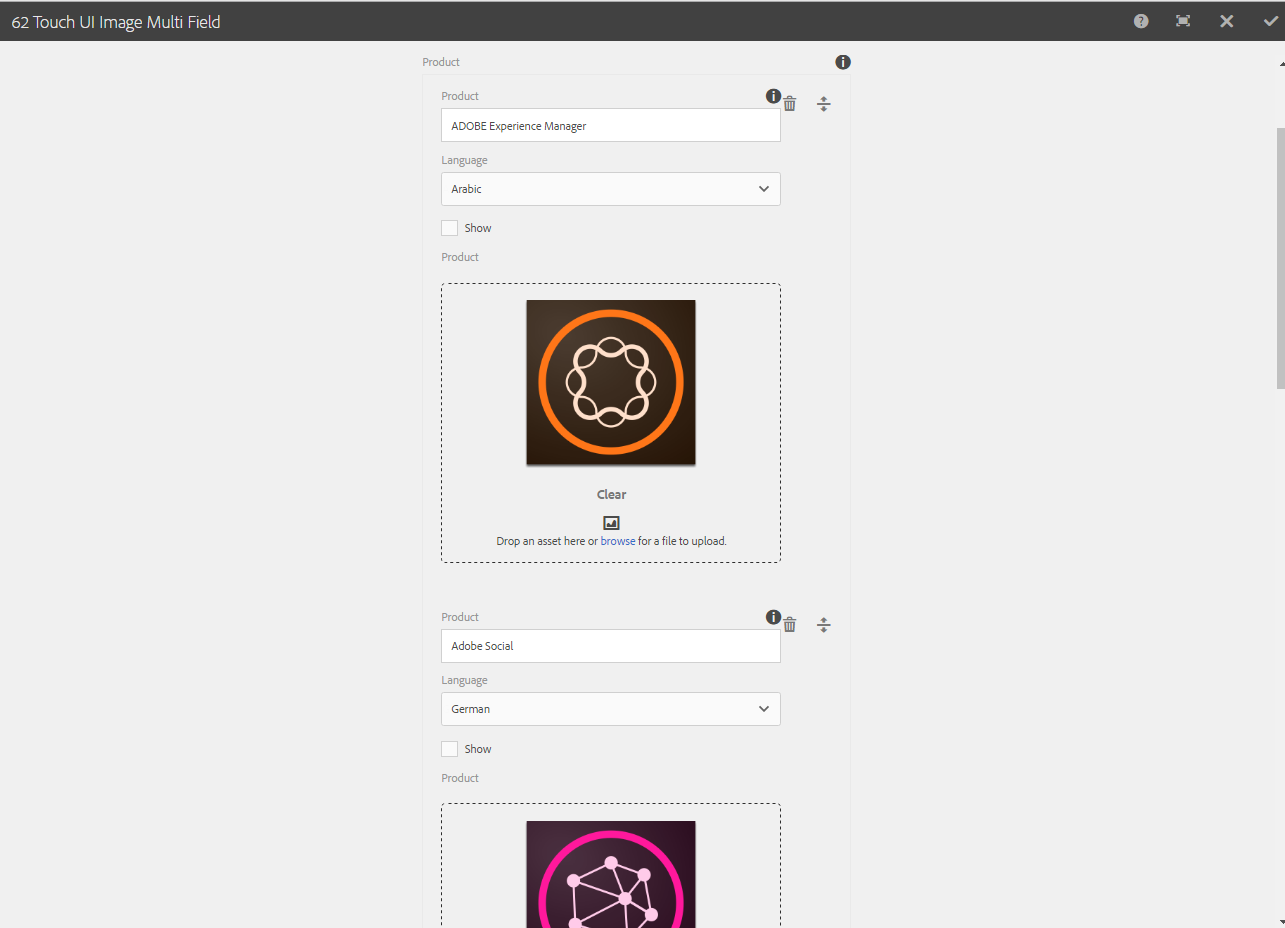 62 Touch UI Image Multi Field
Product
Product
ADOBE Experience Manager
Language
Arabic
Show
Product
Clear
Drop an asset here or browse for a file to upload.
Product
Adobe Social
Language
German
Show
Product